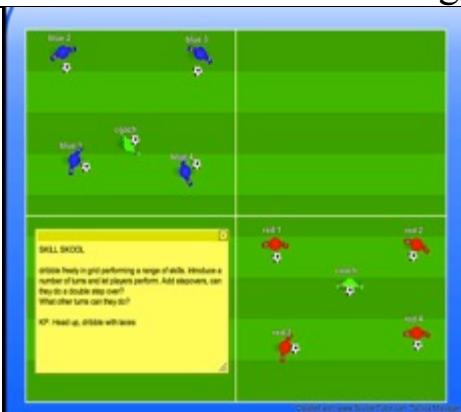 blue 2
blue 3
coach
blue 1
blue 4
SKILL SKOOL
dribble freely in grid performing a range of skills. Introduce a
number of turns and let players perform. Add stepovers, can
they do a double step over?
What other turns can they do?
KP: Head up, dribble with laces
red 1
red 2
coach
red 3
red 4